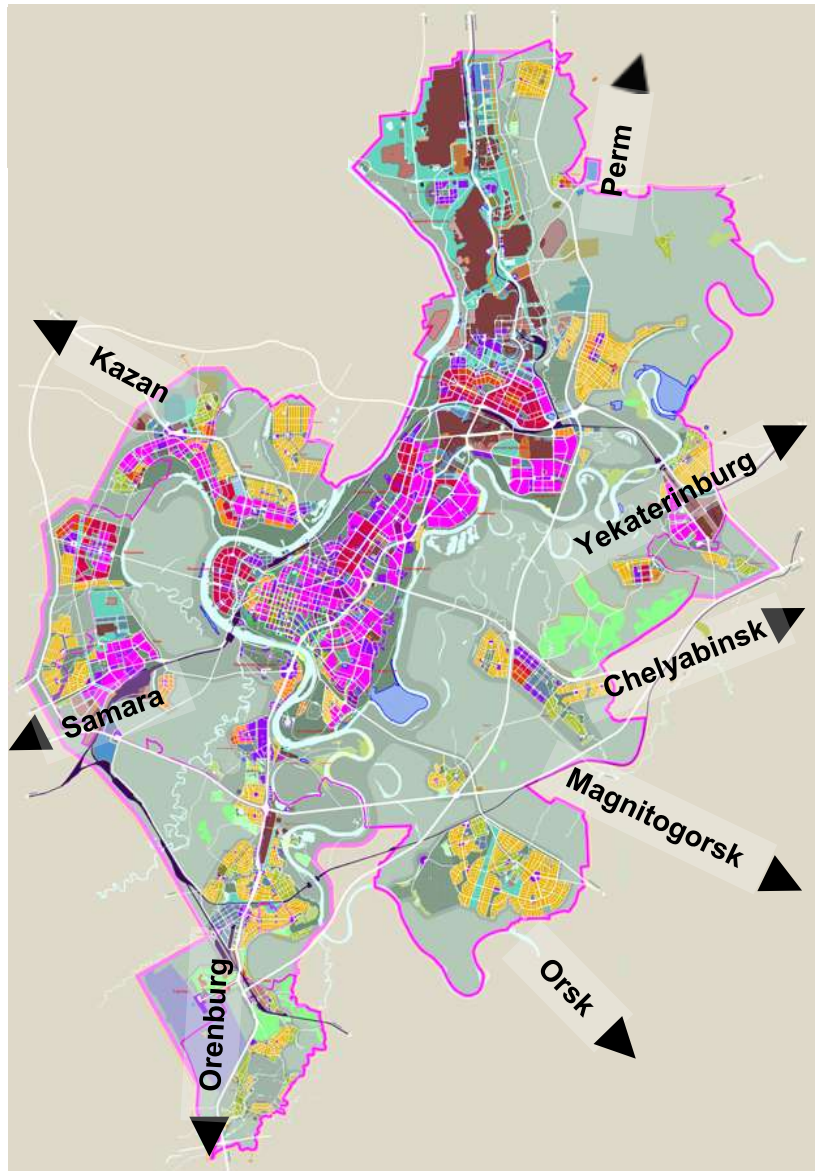 Perm
Kazan
Yekaterinburg
Chelyabinsk
Samara
Magnitogorsk
Orsk
Orenburg